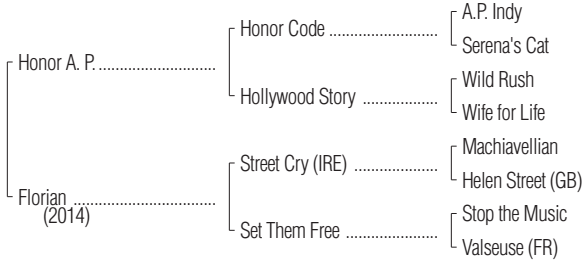 A.P. Indy
Honor Code ..........................
Serena's Cat
Honor A. P. ............................
Wild Rush
Hollywood Story ..................
Wife for Life
Machiavellian
Street Cry (IRE) ....................
Helen Street (GB)
Florian ..................................
(2014)
Stop the Music
Set Them Free ......................
Valseuse (FR)